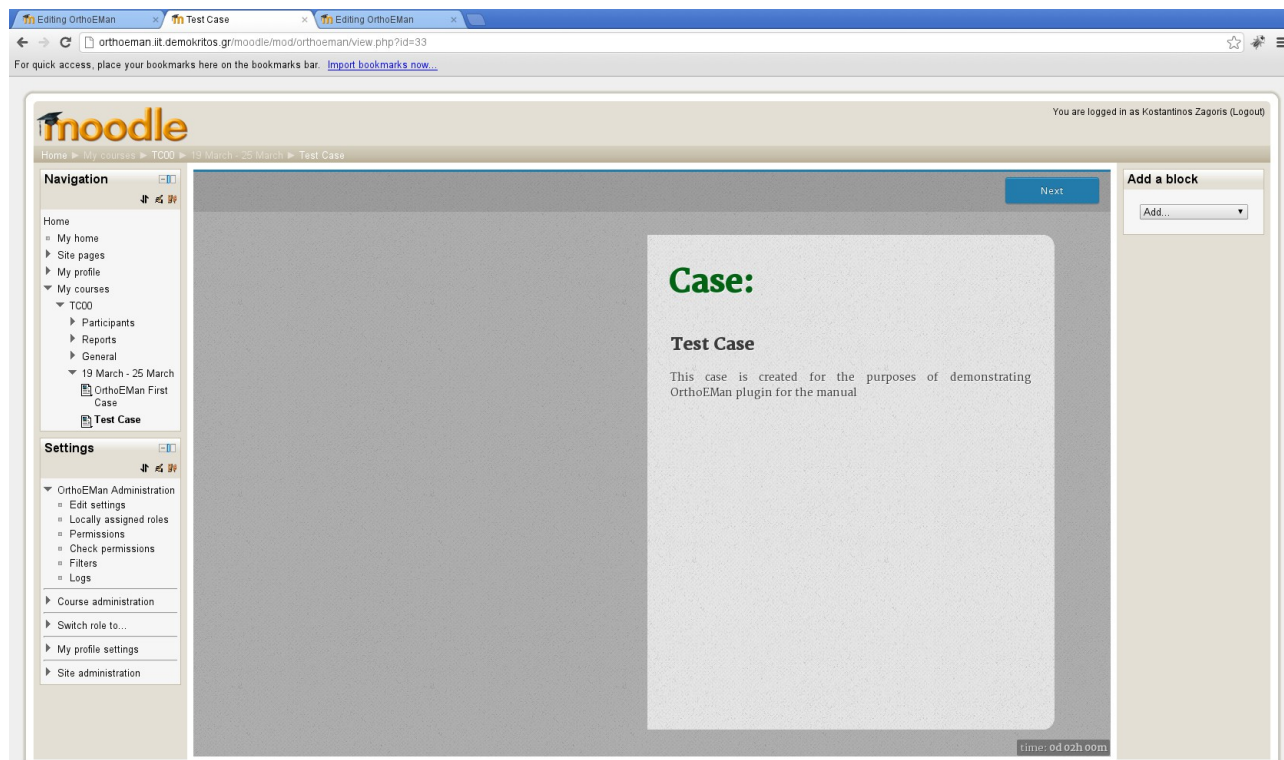 Editing OrthoEMan
Test Case
Editing OrthoEMan
orthoeman.iit.demokritos.gr/moodle/mod/orthoeman/view.php?id=33
For quick access, place your bookmarks here on the bookmarks bar. Import bookmarks now...
moodle
You are logged in as Kostantinos Zagoris (Logout)
Home ► My courses ► TC00 ► 19 March - 25 March ► Test Case
Navigation
Home
My home
Site pages
My profile
My courses
TC00
Participants
Reports
General
19 March - 25 March
OrthoEMan First
Case
Test Case
Settings
OrthoEMan Administration
Edit settings
Locally assigned roles
Permissions
Check permissions
Filters
Logs
Course administration
Switch role to...
My profile settings
Site administration
Next
Case:
Test Case
This case is created for the purposes of demonstrating
OrthoEMan plugin for the manual
time: 0d 02h 00m
Add a block
Add...